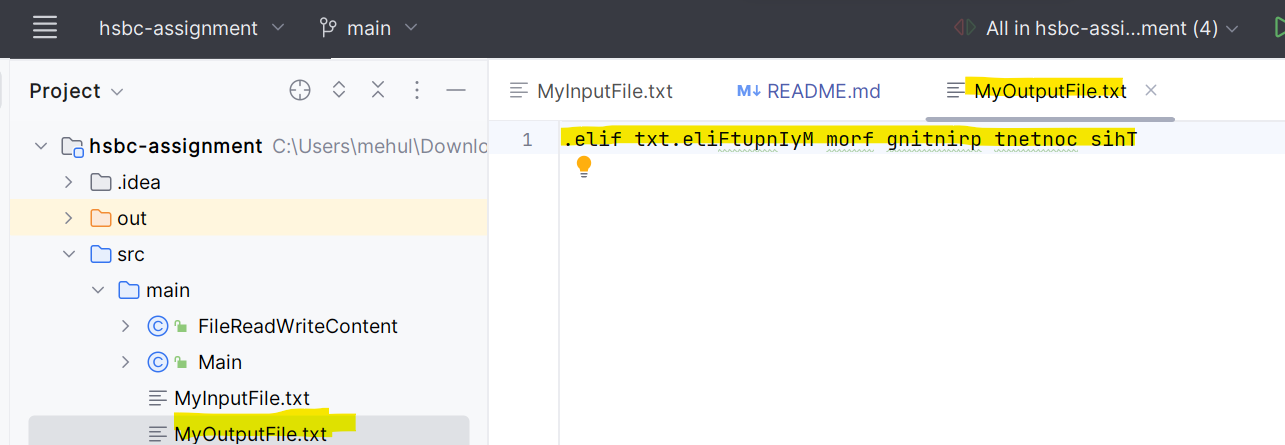 hsbc-assignment main All in hsbc-assi...ment (4)
Project
MyInputFile.txt M↓ README.md MyOutputFile.txt
hsbc-assignment C:\Users\mehul\Downlo
1 .elif txt.eliFtupnIyM morf gnitnirp tnetnoc sihT
.idea
out
src
main
C FileReadWriteContent
C Main
MyInputFile.txt
MyOutputFile.txt